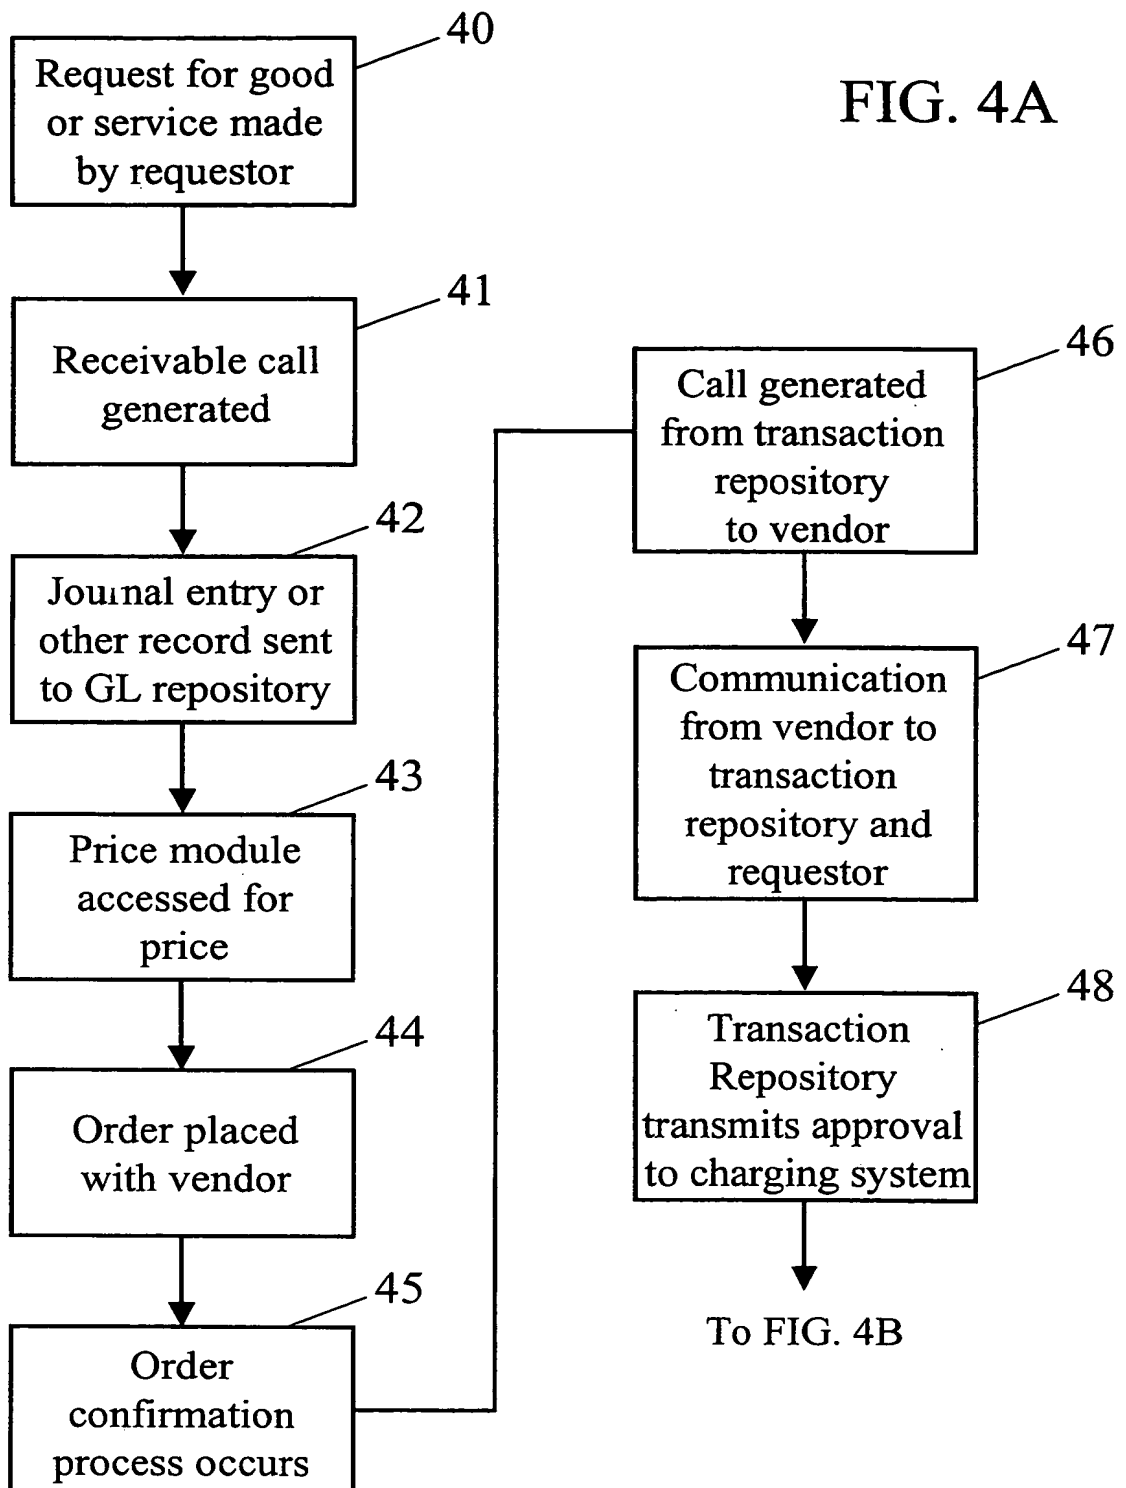 FIG. 4A
40
Request for good
or service made
by requestor
41
Receivable call
generated
42
Journal entry or
other record sent
to GL repository
43
Price module
accessed for
price
44
Order placed
with vendor
45
Order
confirmation
process occurs
46
Call generated
from transaction
repository
to vendor
47
Communication
from vendor to
transaction
repository and
requestor
48
Transaction
Repository
transmits approval
to charging system
To FIG. 4B